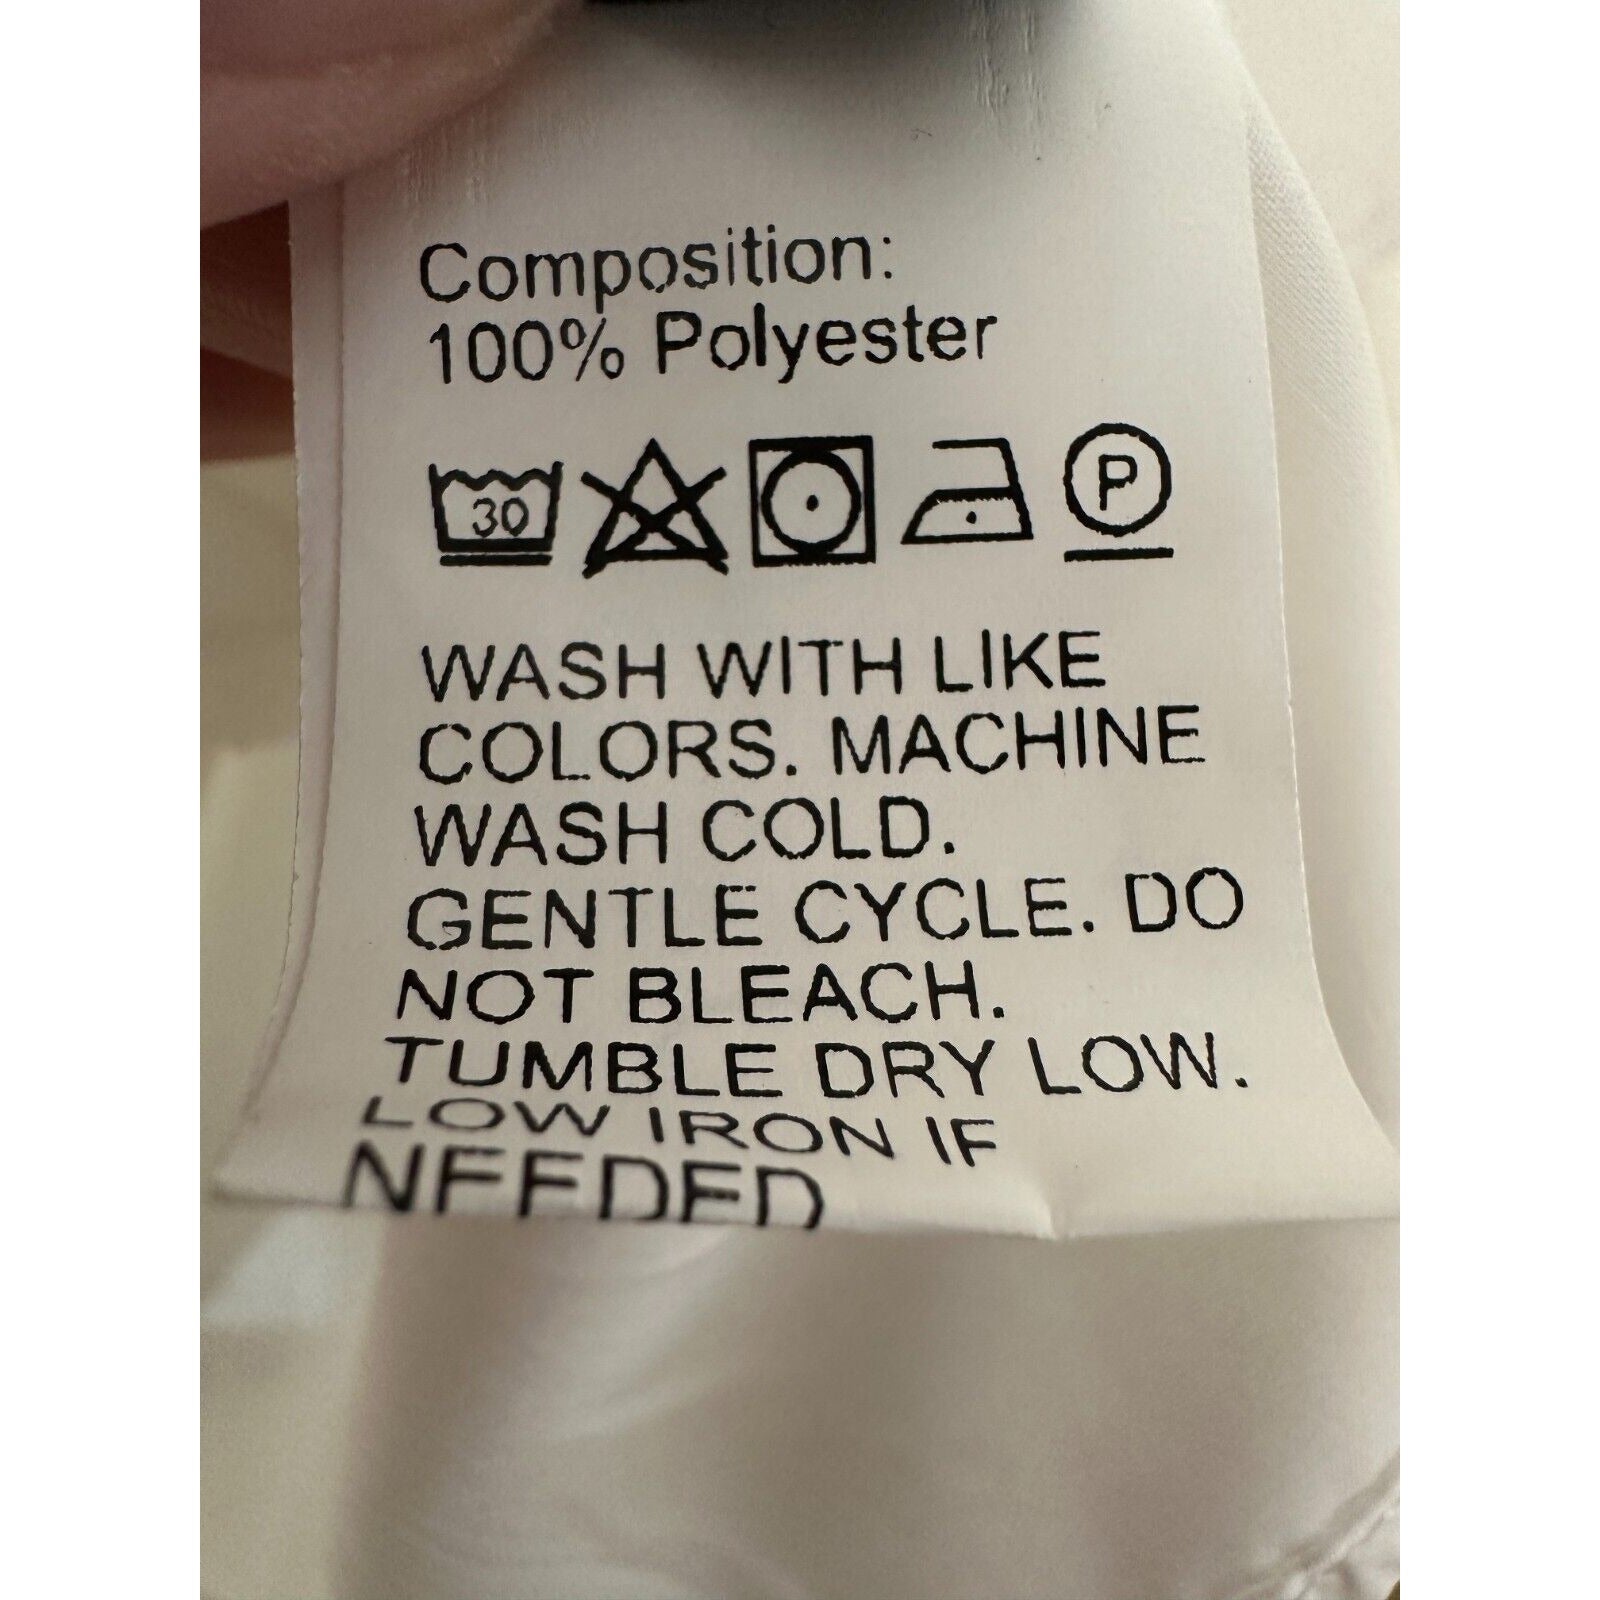 Composition:
100% Polyester
30 P
WASH WITH LIKE
COLORS. MACHINE
WASH COLD.
GENTLE CYCLE. DO
NOT BLEACH.
TUMBLE DRY LOW.
LOW IRON IF
NEEDED